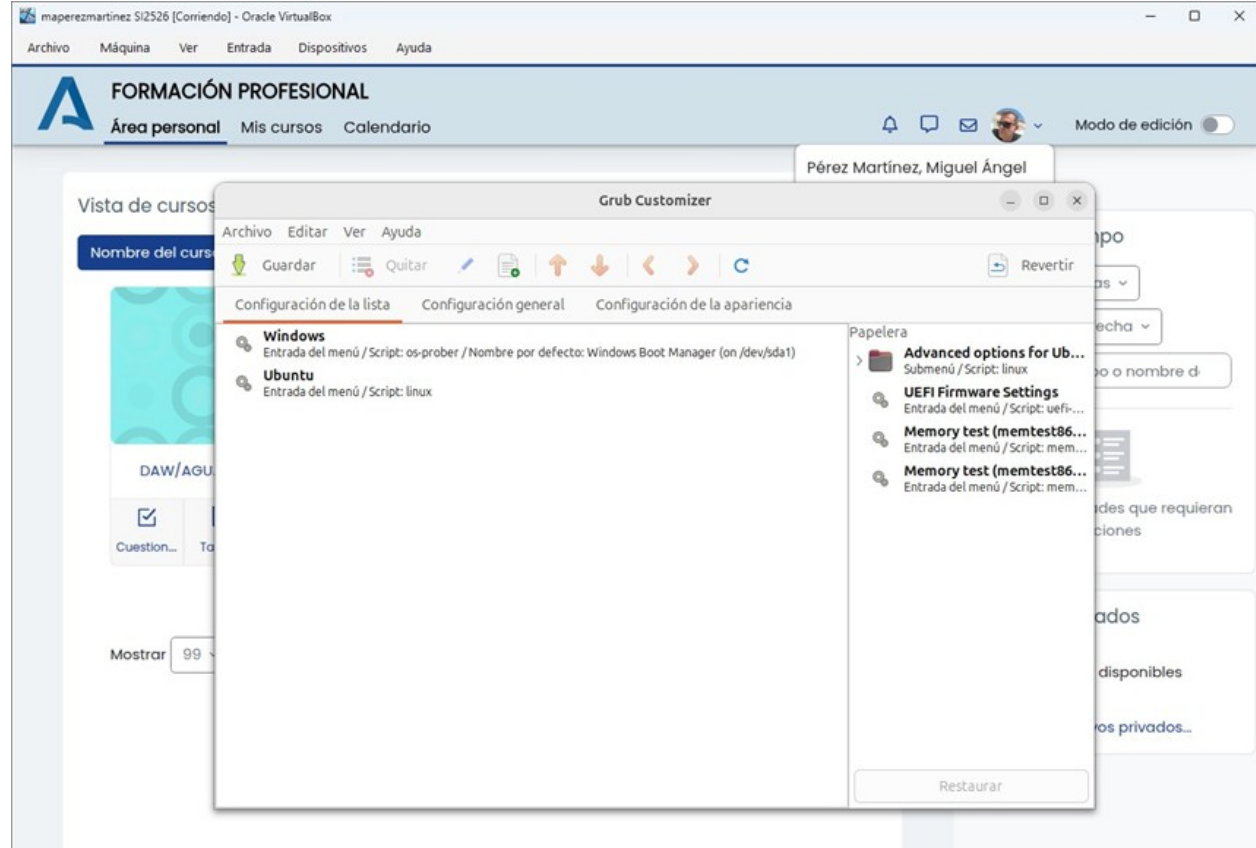 maperezmartinez SI2526 [Corriendo] - Oracle VirtualBox
Archivo Máquina Ver Entrada Dispositivos Ayuda
FORMACIÓN PROFESIONAL
Área personal Mis cursos Calendario
Modo de edición
Pérez Martínez, Miguel Ángel
Vista de cursos
Nombre del curs
DAW/AGU
Cuestion...
Mostrar 99
Grub Customizer
Archivo Editar Ver Ayuda
Guardar Quitar Revertir
Configuración de la lista Configuración general Configuración de la apariencia
Windows
Entrada del menú / Script: os-prober / Nombre por defecto: Windows Boot Manager (on /dev/sda1)
Ubuntu
Entrada del menú / Script: linux
Papelera
Advanced options for Ub...
Submenú / Script: linux
UEFI Firmware Settings
Entrada del menú / Script: uefi-...
Memory test (memtest86...
Entrada del menú / Script: mem...
Memory test (memtest86...
Entrada del menú / Script: mem...
Restaurar
po
as
echa
o o nombre d
des que requieran
ciones
ados
disponibles
os privados...